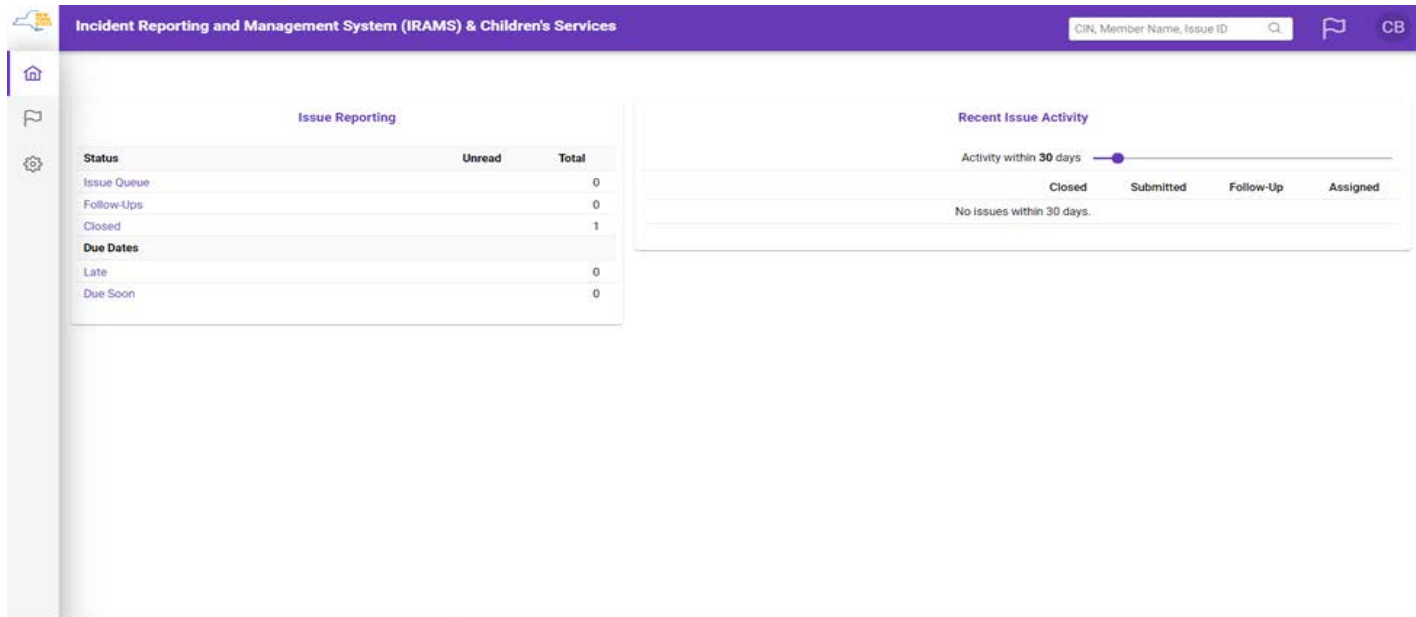 Incident Reporting and Management System (IRAMS) & Children's Services
CIN, Member Name, Issue ID
CB
Issue Reporting
Status Unread Total
Issue Queue 0
Follow-Ups 0
Closed 1
Due Dates
Late 0
Due Soon 0
Recent Issue Activity
Activity within 30 days
Closed Submitted Follow-Up Assigned
No issues within 30 days.